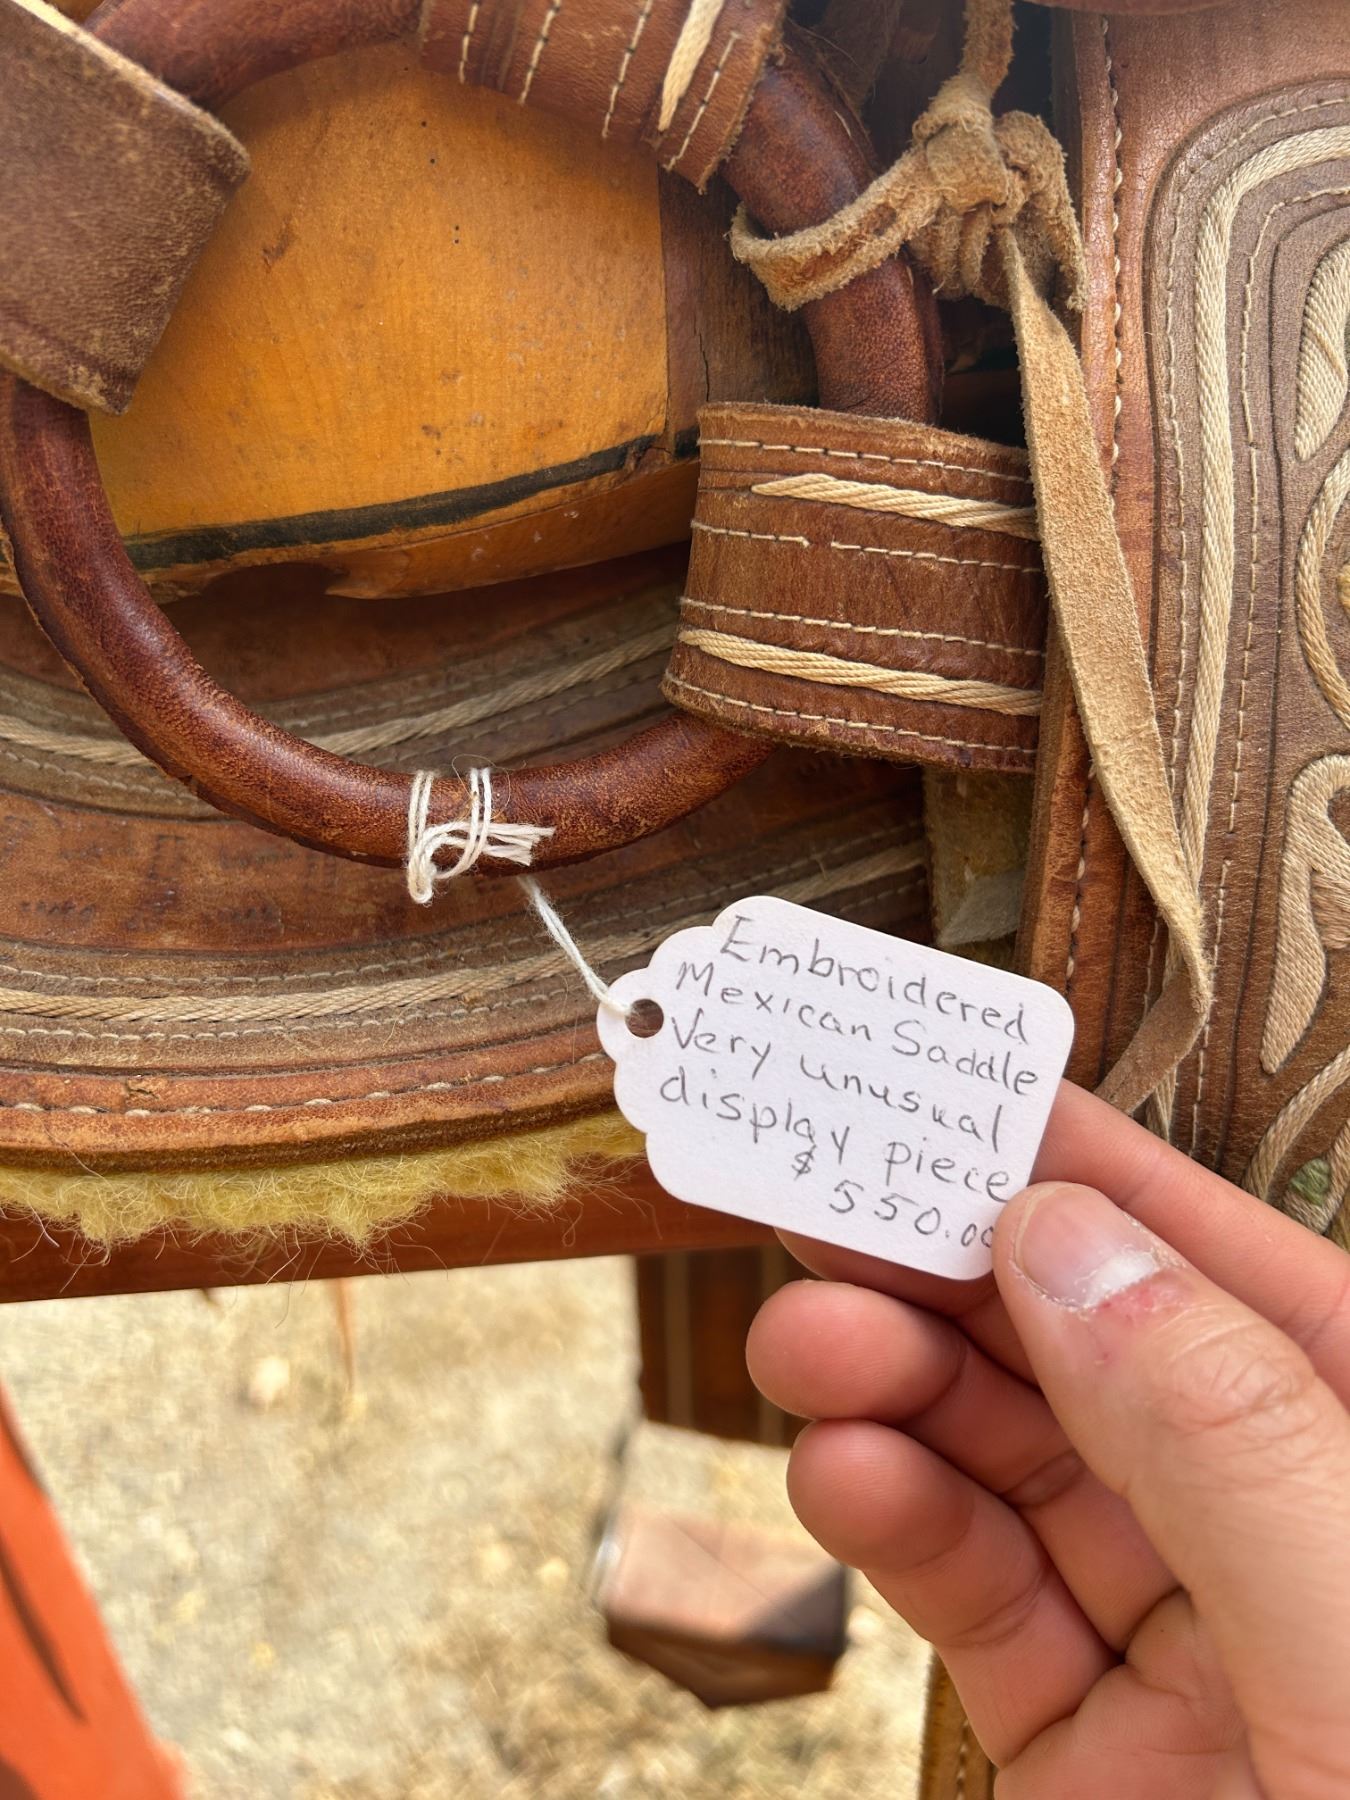 Embroidered
Mexican Saddle
Very unusual
display piece
$550.00